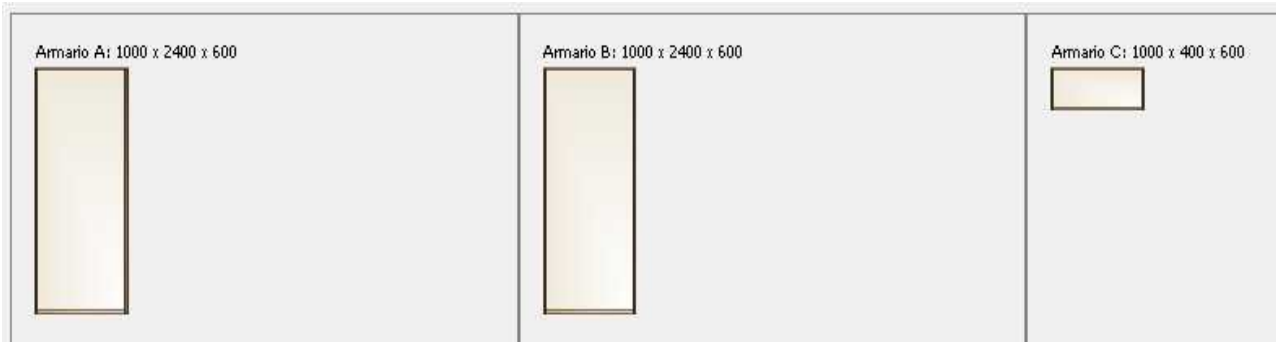 Armario A: 1000 x 2400 x 600
Armario B: 1000 x 2400 x 600
Armario C: 1000 x 400 x 600